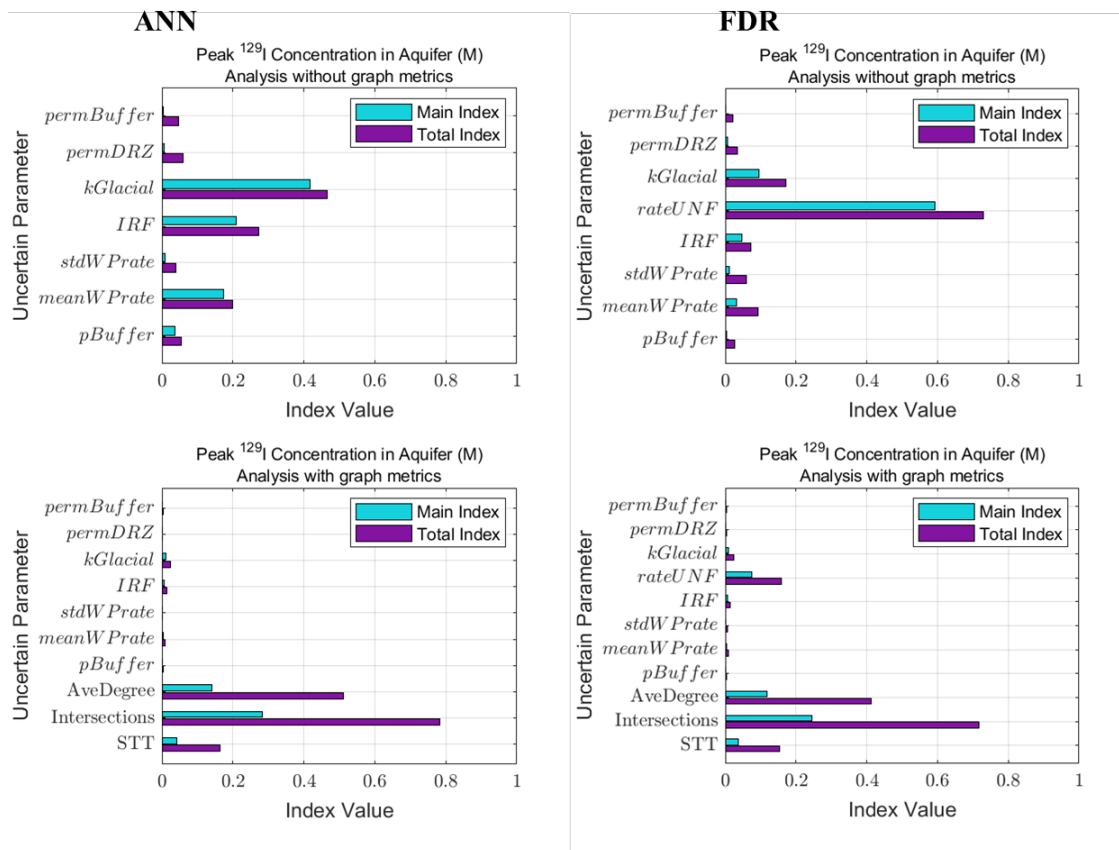 ANN
Peak 129I Concentration in Aquifer (M)
Analysis without graph metrics
Main Index
Total Index
Uncertain Parameter
permBuffer
permDRZ
kGlacial
IRF
stdWPrate
meanWPrate
pBuffer
0 0.2 0.4 0.6 0.8 1
Index Value
FDR
Peak 129I Concentration in Aquifer (M)
Analysis without graph metrics
Main Index
Total Index
Uncertain Parameter
permBuffer
permDRZ
kGlacial
rateUNF
IRF
stdWPrate
meanWPrate
pBuffer
0 0.2 0.4 0.6 0.8 1
Index Value
Peak 129I Concentration in Aquifer (M)
Analysis with graph metrics
Main Index
Total Index
Uncertain Parameter
permBuffer
permDRZ
kGlacial
IRF
stdWPrate
meanWPrate
pBuffer
AveDegree
Intersections
STT
0 0.2 0.4 0.6 0.8 1
Index Value
Peak 129I Concentration in Aquifer (M)
Analysis with graph metrics
Main Index
Total Index
Uncertain Parameter
permBuffer
permDRZ
kGlacial
rateUNF
IRF
stdWPrate
meanWPrate
pBuffer
AveDegree
Intersections
STT
0 0.2 0.4 0.6 0.8 1
Index Value